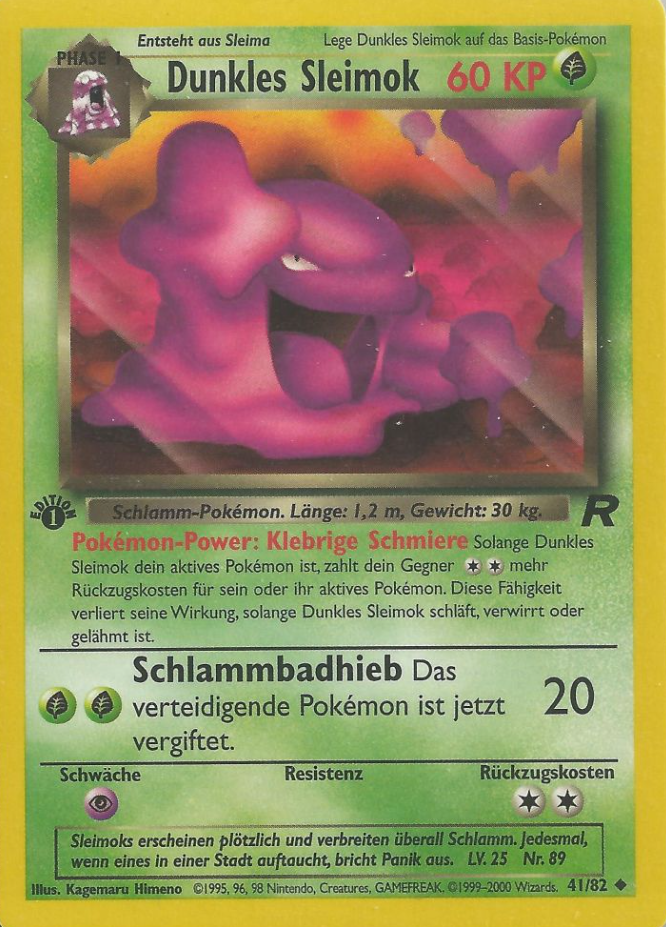 Entsteht aus Sleima Lege Dunkles Sleimok auf das Basis-Pokémon
PHASE 1
Dunkles Sleimok 60 KP
EDITION
1
Schlamm-Pokémon. Länge: 1,2 m, Gewicht: 30 kg.
R
Pokémon-Power: Klebrige Schmiere Solange Dunkles
Sleimok dein aktives Pokémon ist, zahlt dein Gegner mehr
Rückzugskosten für sein oder ihr aktives Pokémon. Diese Fähigkeit
verliert seine Wirkung, solange Dunkles Sleimok schläft, verwirrt oder
gelähmt ist.
Schlammbadhieb Das
verteidigende Pokémon ist jetzt 20
vergiftet.
Schwäche Resistenz Rückzugskosten
Sleimoks erscheinen plötzlich und verbreiten überall Schlamm. Jedesmal,
wenn eines in einer Stadt auftaucht, bricht Panik aus. LV. 25 Nr. 89
Illus. Kagemaru Himeno ©1995, 96, 98 Nintendo, Creatures, GAMEFREAK. ©1999-2000 Wizards. 41/82